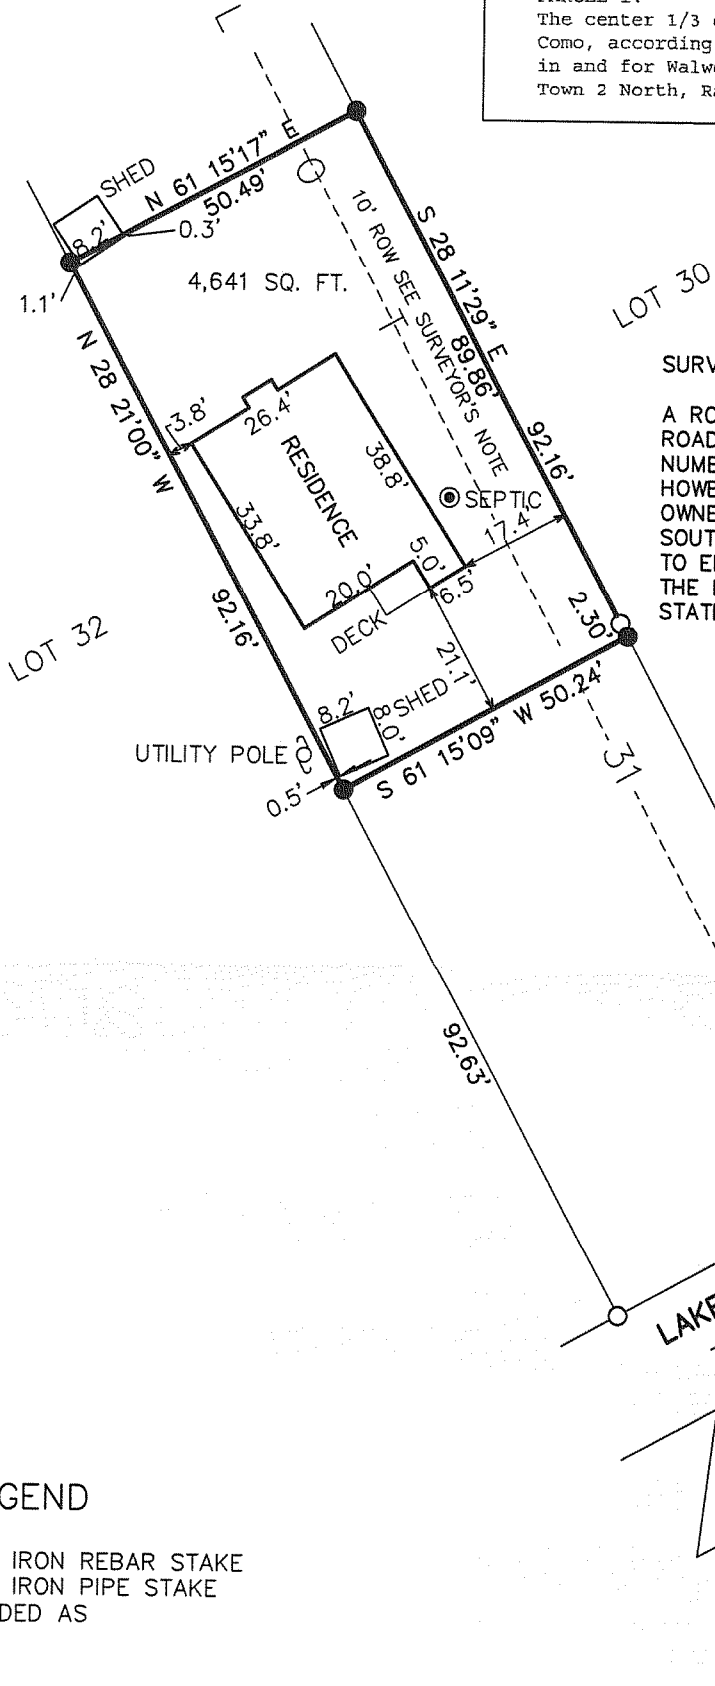 The center 1/3
Como, according
in and for Walw
Town 2 North, Ra
SHED
N 61 15'17" E
50.49'
8.2'
0.3'
1.1'
4,641 SQ. FT.
10' ROW SEE SURVEYOR'S NOTE
S 28 11'29" E
89.86'
92.16'
LOT 30
N 28 21'00" W
92.16'
3.8'
26.4'
RESIDENCE
38.8'
33.8'
SEPTIC
17.4'
5.0'
6.5'
20.0'
DECK
2.30'
21.1'
LOT 32
SURV
A RO
ROAD
NUMB
HOWE
OWNE
SOUT
TO E
THE
STAT
8.2'
SHED
8.0'
UTILITY POLE
0.5'
S 61 15'09" W 50.24'
31
92.63'
LAKE
GEND
IRON REBAR STAKE
IRON PIPE STAKE
DED AS